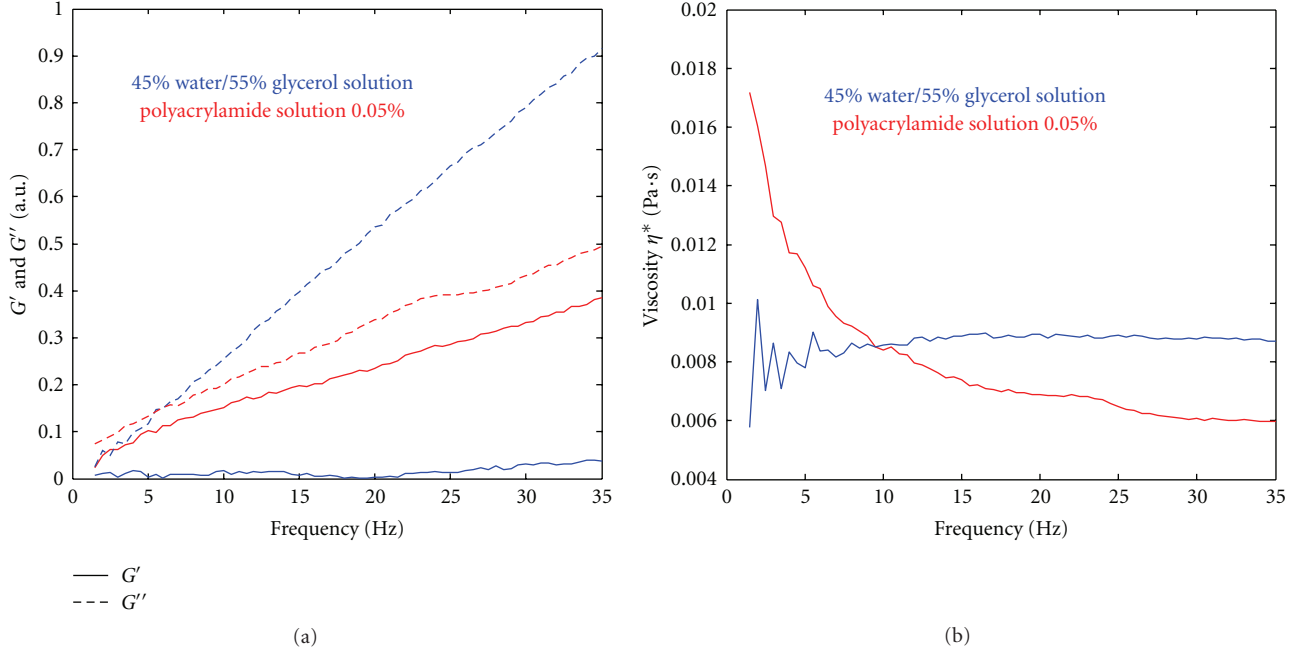 1
0.9
0.8
0.7
0.6
0.5
0.4
0.3
0.2
0.1
0
G′ and G′′ (a.u.)
45% water/55% glycerol solution
polyacrylamide solution 0.05%
0 5 10 15 20 25 30 35
Frequency (Hz)
G′
G′′
(a)
0.02
0.018
0.016
0.014
0.012
0.01
0.008
0.006
0.004
Viscosity η* (Pa·s)
45% water/55% glycerol solution
polyacrylamide solution 0.05%
0 5 10 15 20 25 30 35
Frequency (Hz)
(b)